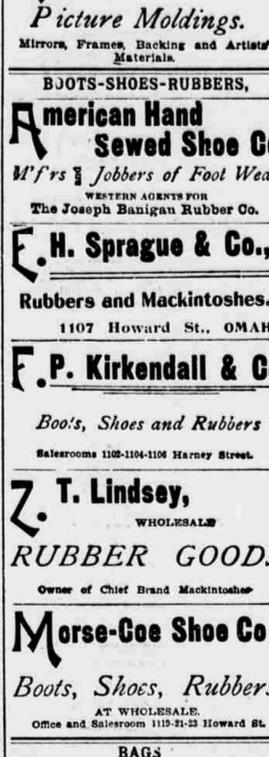 Picture Moldings.
Mirrors, Frames, Backing and Artists'
Materials.
BOOTS-SHOES-RUBBERS,
American Hand
Sewed Shoe Co
M'f'rs & Jobbers of Foot Wea
WESTERN AGENTS FOR
The Joseph Banigan Rubber Co.
E. H. Sprague & Co.,
Rubbers and Mackintoshes.
1107 Howard St., OMAH
F. P. Kirkendall & C
Boots, Shoes and Rubbers
Salesrooms 1102-1104-1106 Harney Street.
Z. T. Lindsey,
WHOLESALE
RUBBER GOOD
Owner of Chief Brand Mackintoshes
Morse-Coe Shoe Co
Boots, Shoes, Rubber
AT WHOLESALE.
Office and Salesroom 1119-21-23 Howard St.
BAGS